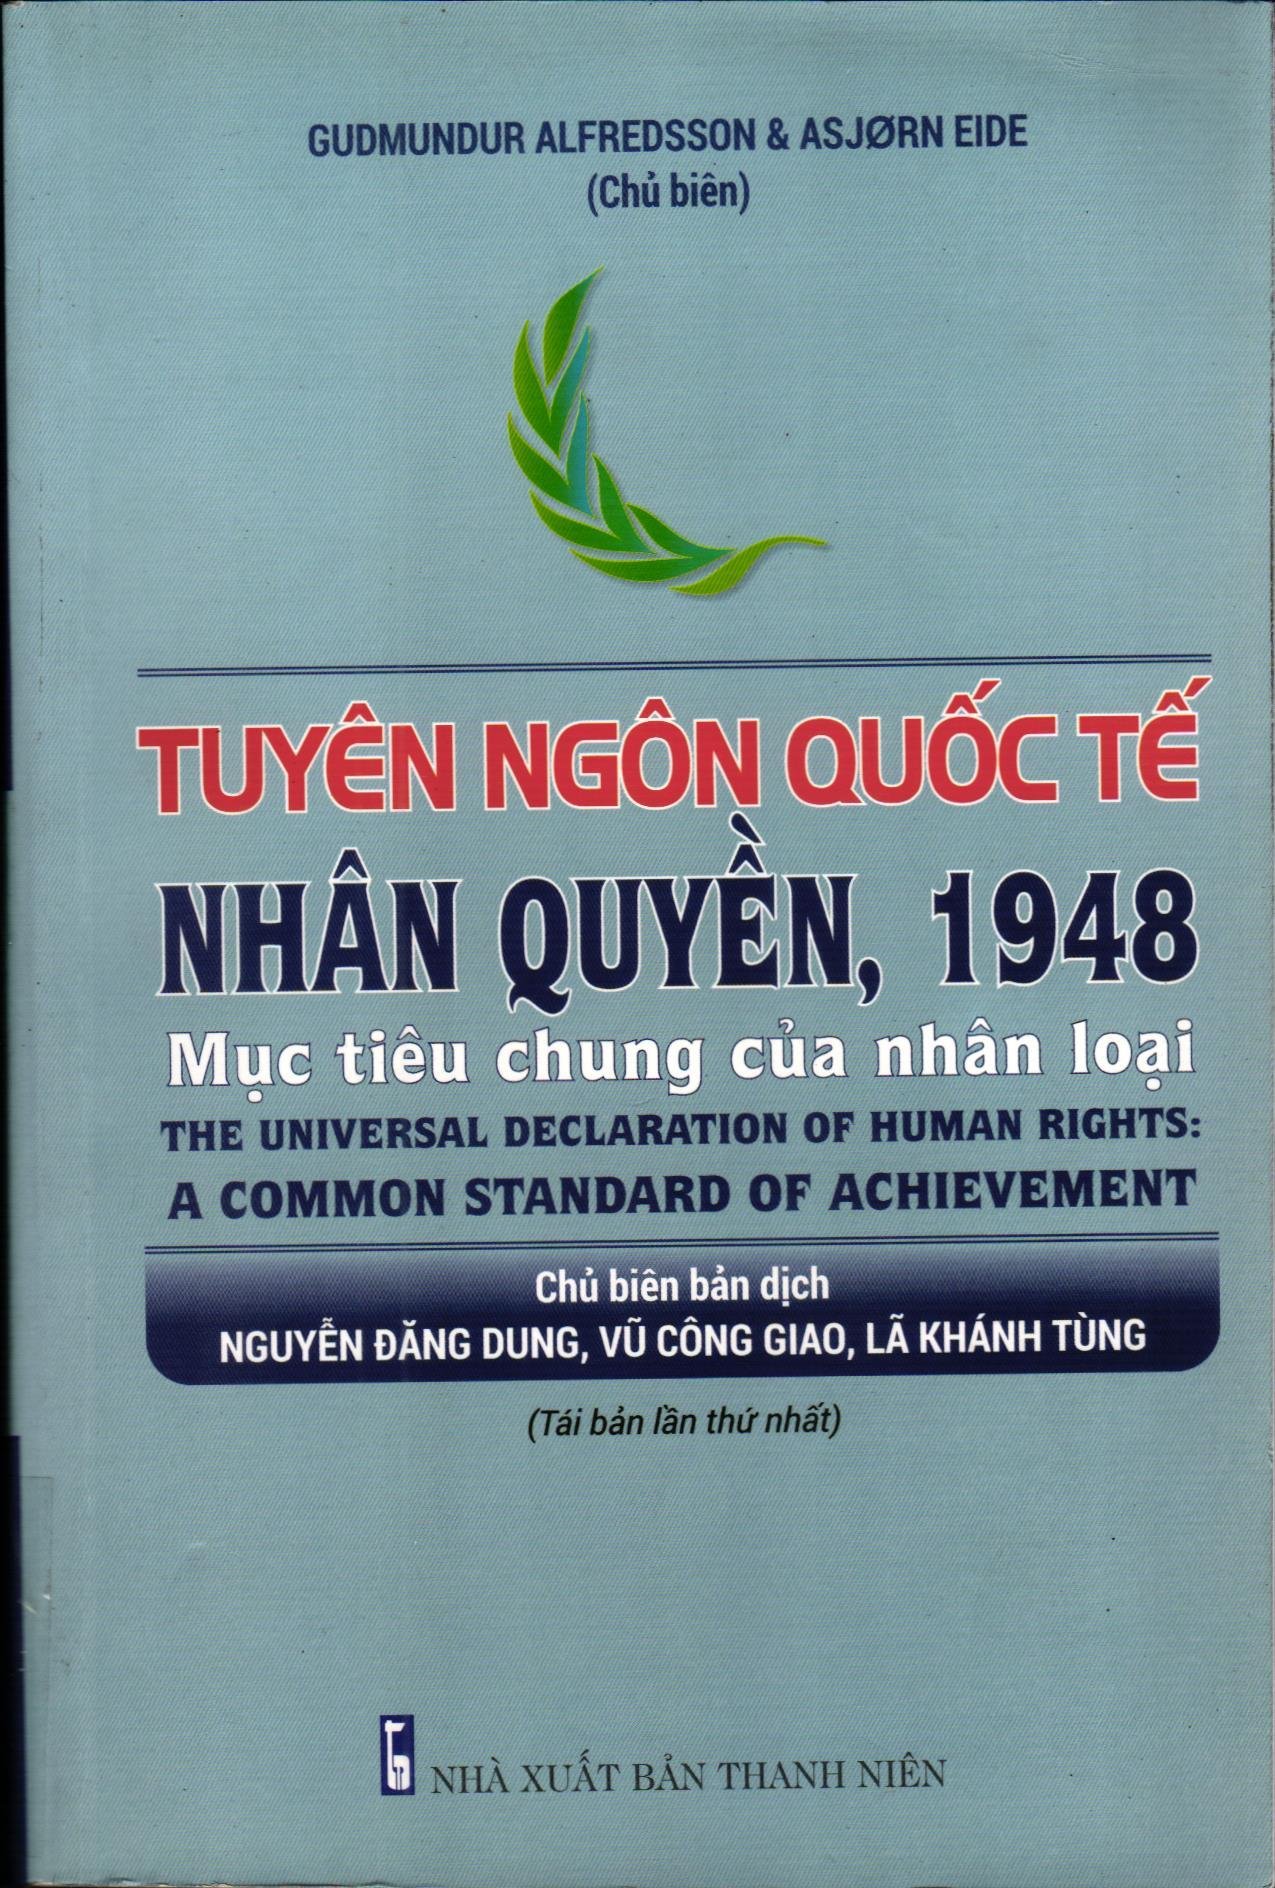 GUDMUNDUR ALFREDSSON & ASJØRN EIDE
(Chủ biên)
TUYÊN NGÔN QUỐC TẾ
NHÂN QUYỀN, 1948
Mục tiêu chung của nhân loại
THE UNIVERSAL DECLARATION OF HUMAN RIGHTS:
A COMMON STANDARD OF ACHIEVEMENT
Chủ biên bản dịch
NGUYỄN ĐĂNG DUNG, VŨ CÔNG GIAO, LÃ KHÁNH TÙNG
(Tái bản lần thứ nhất)
NHÀ XUẤT BẢN THANH NIÊN